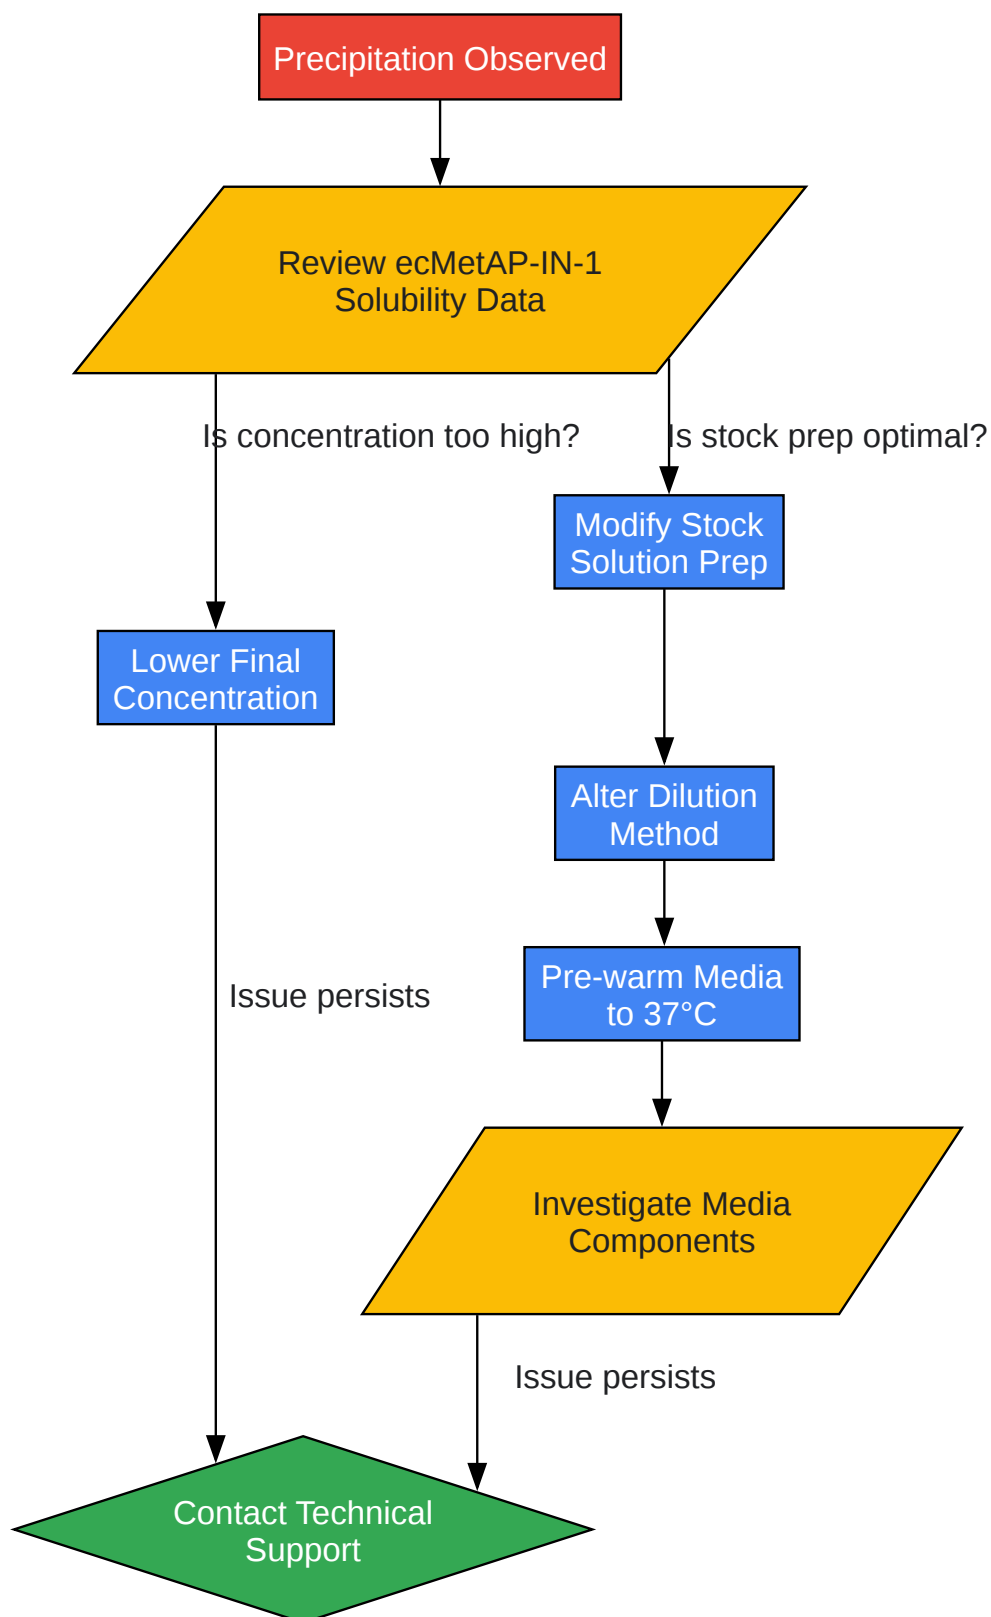 Precipitation Observed
Review ecMetAP-IN-1
Solubility Data
Is concentration too high?
Is stock prep optimal?
Modify Stock
Solution Prep
Lower Final
Concentration
Alter Dilution
Method
Pre-warm Media
to 37°C
Issue persists
Investigate Media
Components
Issue persists
Contact Technical
Support